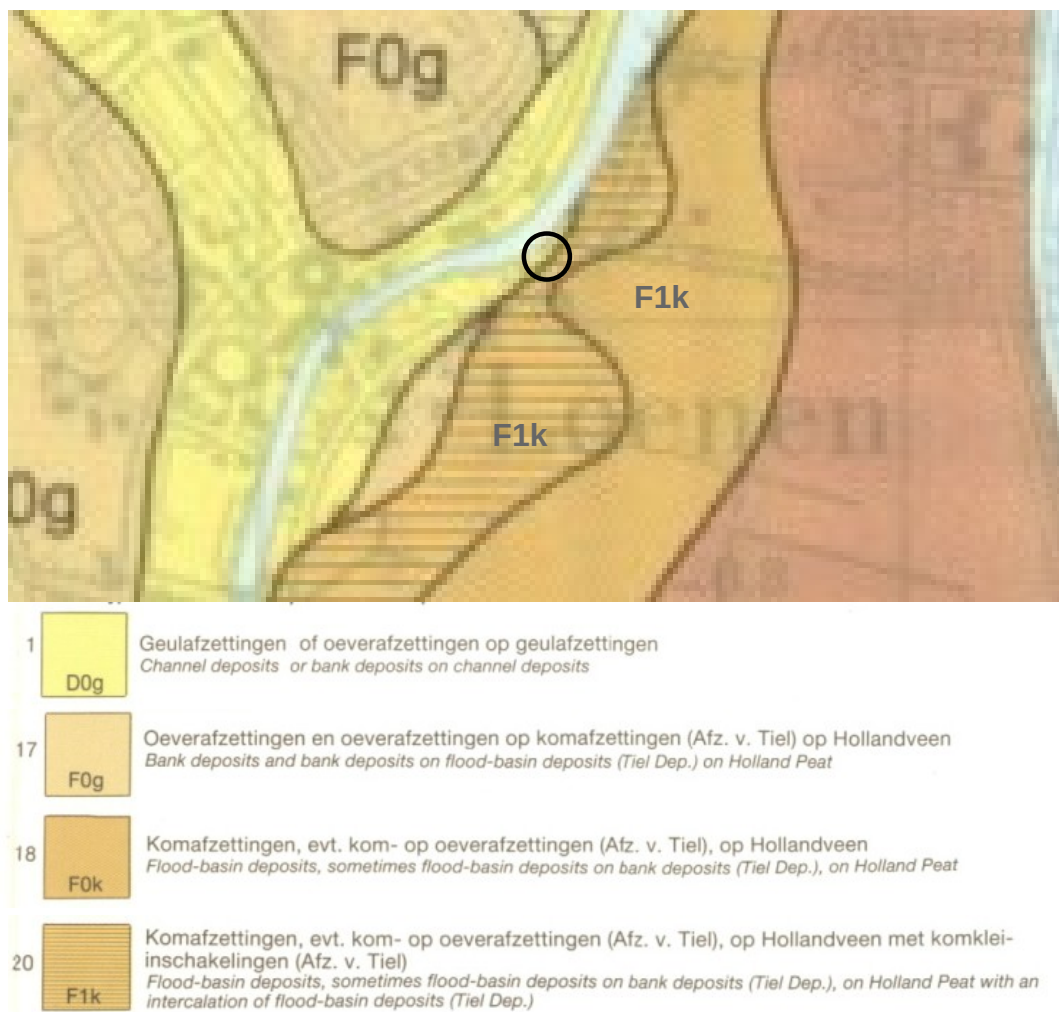 F0g
F1k
eenen
F1k
0g
0.8
1
Geulafzettingen of oeverafzettingen op geulafzettingen
Channel deposits or bank deposits on channel deposits
D0g
17
Oeverafzettingen en oeverafzettingen op komafzettingen (Afz. v. Tiel) op Hollandveen
Bank deposits and bank deposits on flood-basin deposits (Tiel Dep.) on Holland Peat
F0g
18
Komafzettingen, evt. kom- op oeverafzettingen (Afz. v. Tiel), op Hollandveen
Flood-basin deposits, sometimes flood-basin deposits on bank deposits (Tiel Dep.), on Holland Peat
F0k
20
Komafzettingen, evt. kom- op oeverafzettingen (Afz. v. Tiel), op Hollandveen met komklei-
inschakelingen (Afz. v. Tiel)
Flood-basin deposits, sometimes flood-basin deposits on bank deposits (Tiel Dep.), on Holland Peat with an
intercalation of flood-basin deposits (Tiel Dep.)
F1k